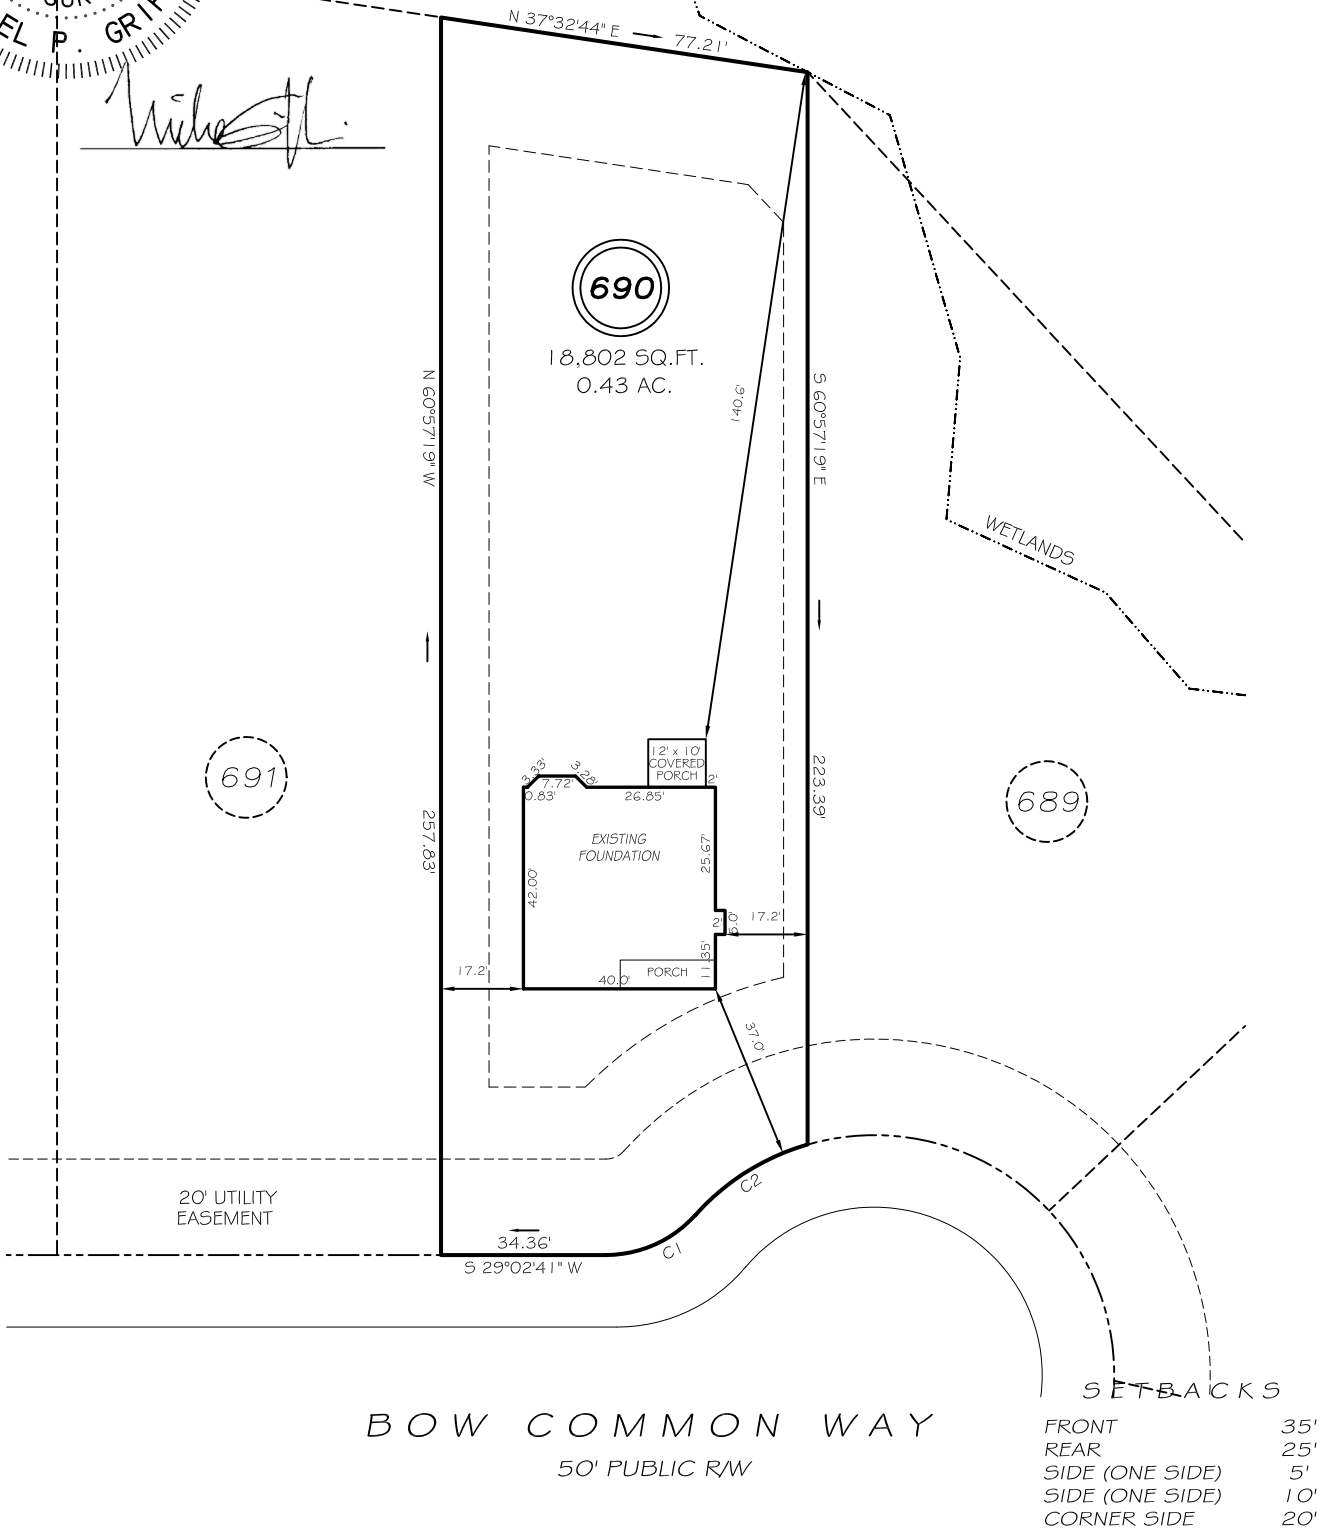 EL P. GRIF
N 37°32'44" E
77.21'
690
18,802 SQ.FT.
0.43 AC.
N 60°57'19" W
140.6'
S 60°57'19" E
WETLANDS
691
257.83'
223.39'
689
12' x 10'
COVERED
PORCH
2'
3.33'
7.72'
3.28'
0.83'
26.85'
EXISTING
FOUNDATION
25.67'
42.00'
2'
5.0'
17.2'
11.35'
PORCH
40.0'
17.2'
37.0'
20' UTILITY
EASEMENT
C2
C1
34.36'
S 29°02'41" W
BOW COMMON WAY
50' PUBLIC R/W
SETBACKS
FRONT 35'
REAR 25'
SIDE (ONE SIDE) 5'
SIDE (ONE SIDE) 10'
CORNER SIDE 20'